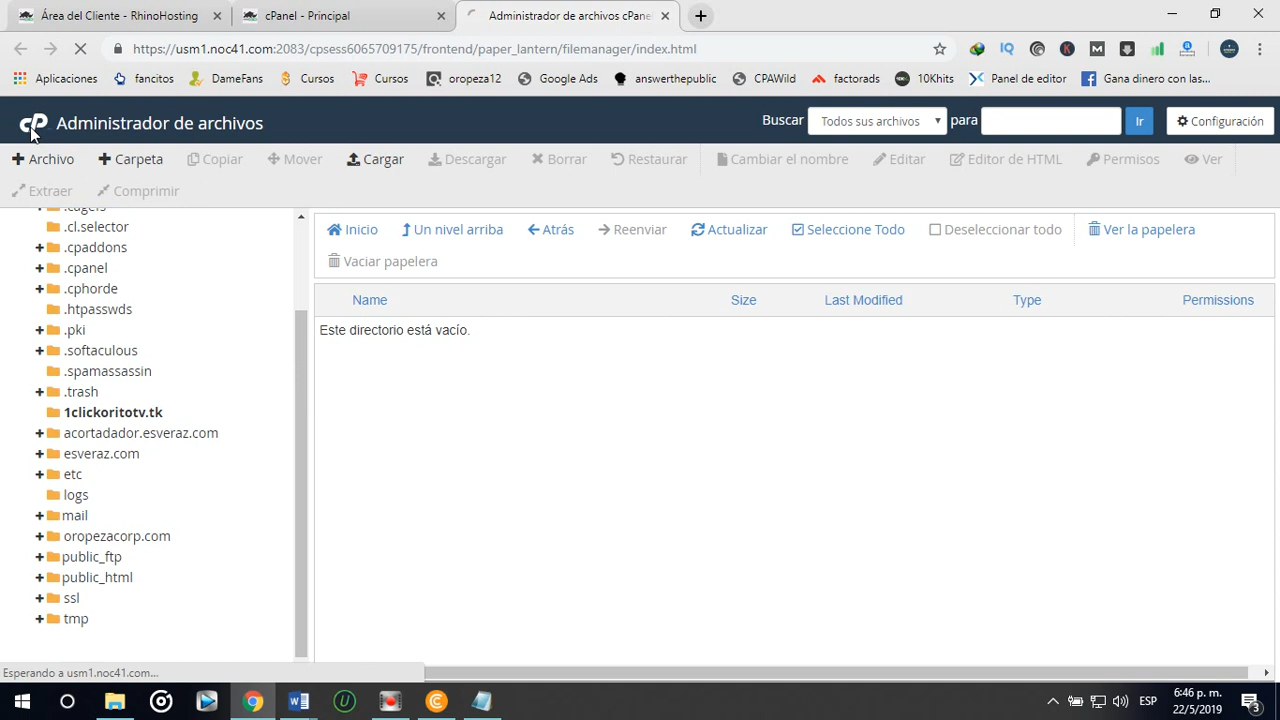 Área del Cliente - RhinoHosting
cPanel - Principal
Administrador de archivos cPane
https://usm1.noc41.com:2083/cpsess6065709175/frontend/paper_lantern/filemanager/index.html
Aplicaciones
fancitos
DameFans
Cursos
Cursos
oropeza12
Google Ads
answerthepublic
CPAWild
factorads
10Khits
Panel de editor
Gana dinero con las...
cP Administrador de archivos
Buscar
Todos sus archivos
para
Ir
Configuración
Archivo
Carpeta
Copiar
Mover
Cargar
Descargar
Borrar
Restaurar
Cambiar el nombre
Editar
Editor de HTML
Permisos
Ver
Extraer
Comprimir
.cl.selector
.cpaddons
.cpanel
.cphorde
.htpasswds
.pki
.softaculous
.spamassassin
.trash
1clickoritotv.tk
acortadador.esveraz.com
esveraz.com
etc
logs
mail
oropezacorp.com
public_ftp
public_html
ssl
tmp
Inicio
Un nivel arriba
Atrás
Reenviar
Actualizar
Seleccione Todo
Deseleccionar todo
Ver la papelera
Vaciar papelera
Name
Size
Last Modified
Type
Permissions
Este directorio está vacío.
Esperando a usm1.noc41.com...
ESP
6:46 p. m.
22/5/2019
3